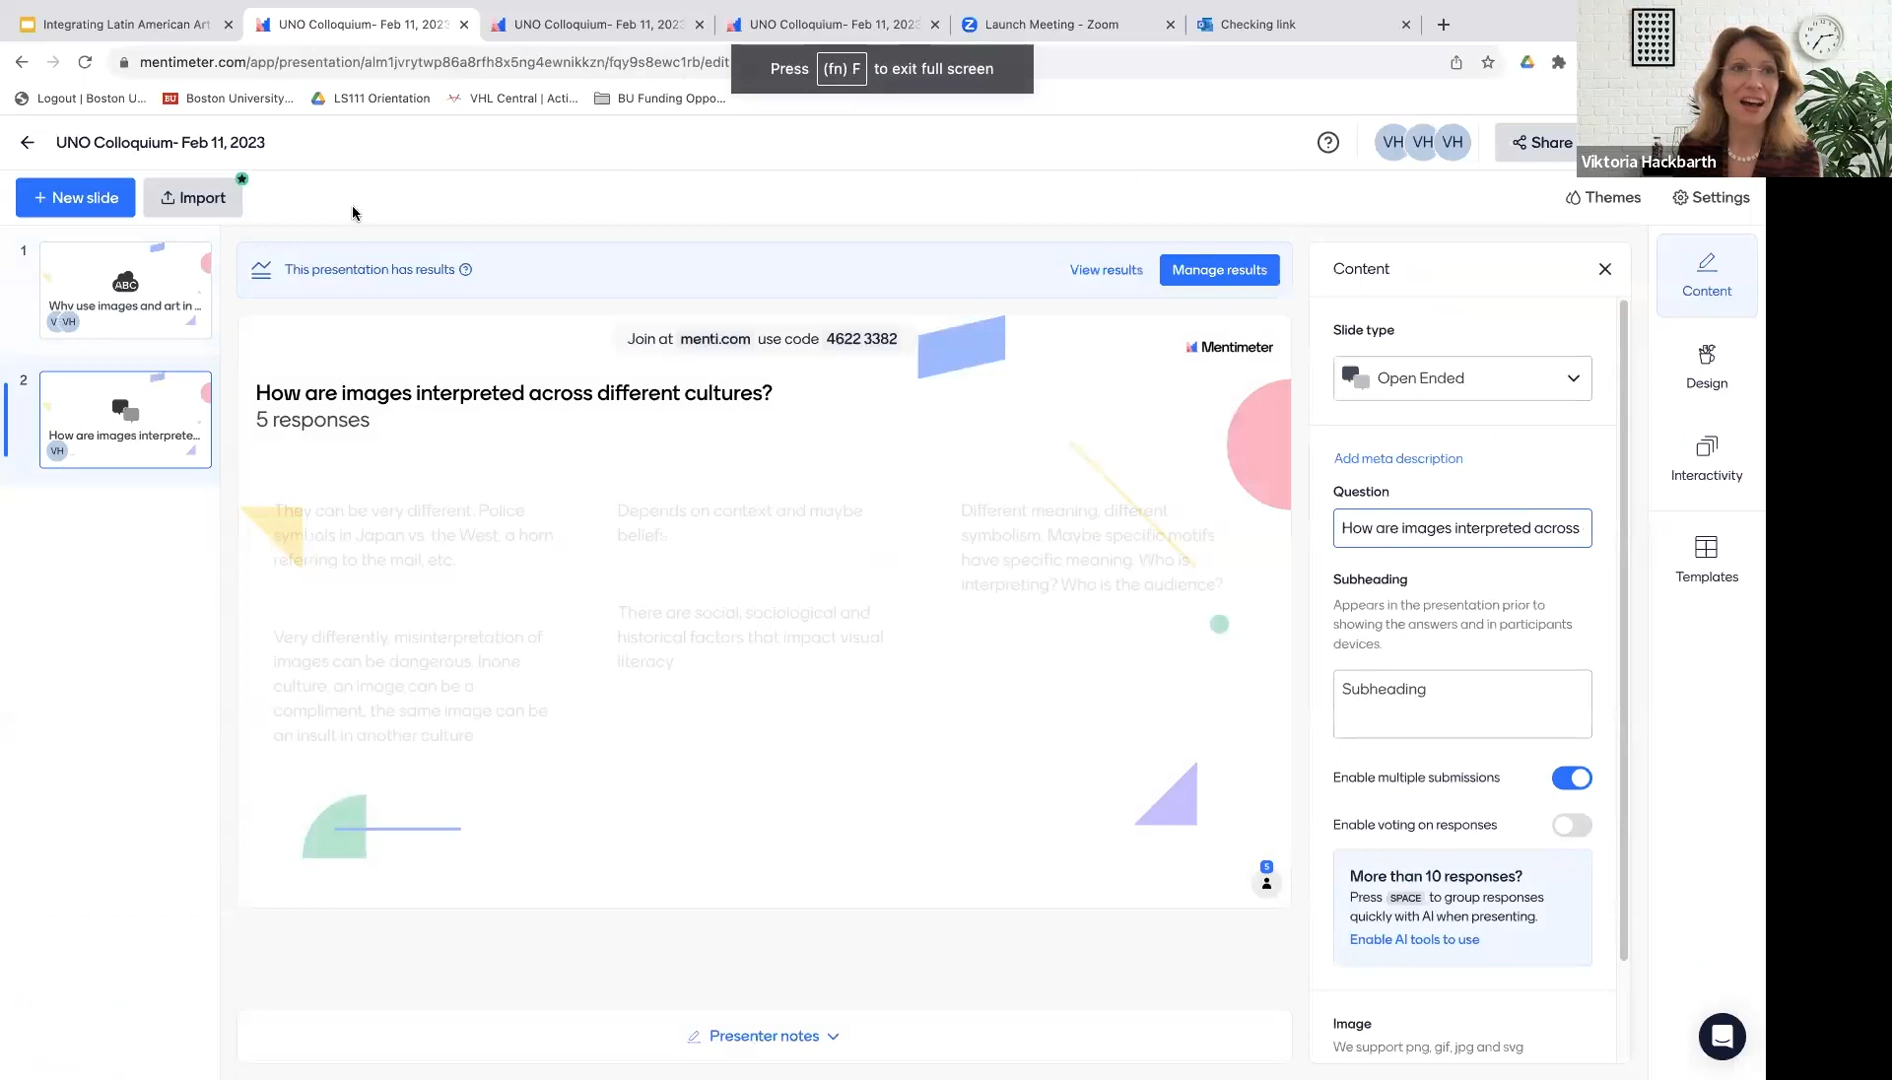 Integrating Latin American Art
UNO Colloquium- Feb 11, 2023
UNO Colloquium- Feb 11, 2023
UNO Colloquium- Feb 11, 2023
Launch Meeting - Zoom
Checking link
mentimeter.com/app/presentation/alm1jvrytwp86a8rfh8x5ng4ewnikkzn/fqy9s8ewc1rb/edit
Press (fn) F to exit full screen
Logout | Boston U...
BU Boston University...
LS111 Orientation
VHL Central | Acti...
BU Funding Oppo...
UNO Colloquium- Feb 11, 2023
VH VH VH
Share
Viktoria Hackbarth
+ New slide
Import
Themes
Settings
1
ABC
Why use images and art in ...
V VH
2
How are images interprete...
VH
This presentation has results
View results
Manage results
Join at menti.com use code 4622 3382
Mentimeter
How are images interpreted across different cultures?
5 responses
They can be very different. Police
symbols in Japan vs. the West, a horn
referring to the mail, etc.
Very differently, misinterpretation of
images can be dangerous. Inone
culture, an image can be a
compliment, the same image can be
an insult in another culture
Depends on context and maybe
beliefs
There are social, sociological and
historical factors that impact visual
literacy
Different meaning, different
symbolism. Maybe specific motifs
have specific meaning. Who is
interpreting? Who is the audience?
5
Presenter notes
Content
Slide type
Open Ended
Add meta description
Question
How are images interpreted across
Subheading
Appears in the presentation prior to
showing the answers and in participants
devices.
Subheading
Enable multiple submissions
Enable voting on responses
More than 10 responses?
Press SPACE to group responses
quickly with AI when presenting.
Enable AI tools to use
Image
We support png, gif, jpg and svg
Content
Design
Interactivity
Templates